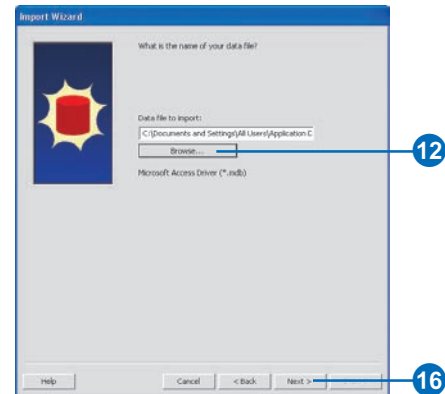 Import Wizard
What is the name of your data file?
Data file to import:
C:\Documents and Settings\All Users\Application D
Browse...
12
Microsoft Access Driver (*.mdb)
Help
Cancel
< Back
Next >
16